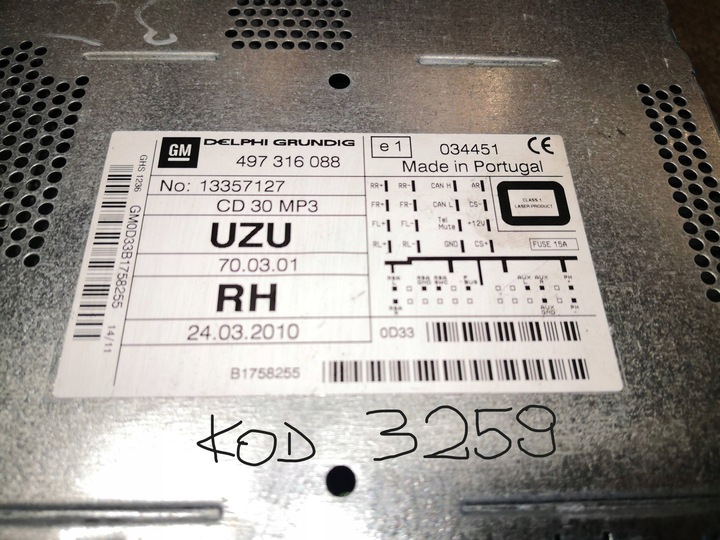 GM DELPHI GRUNDIG
497 316 088
e1 034451 CE
Made in Portugal
No: 13357127
CD 30 MP3
UZU
70.03.01
RH
24.03.2010
RR+ RR- CAN H AR
FR+ FR- CAN L CS-
FL+ FL- Tel Mute +12V
RL+ RL- GND CS+
CLASS 1
LASER PRODUCT
FUSE 15A
0D33
B1758255
GHS 1236
GM0D33B1758255
14/11
KOD 3259